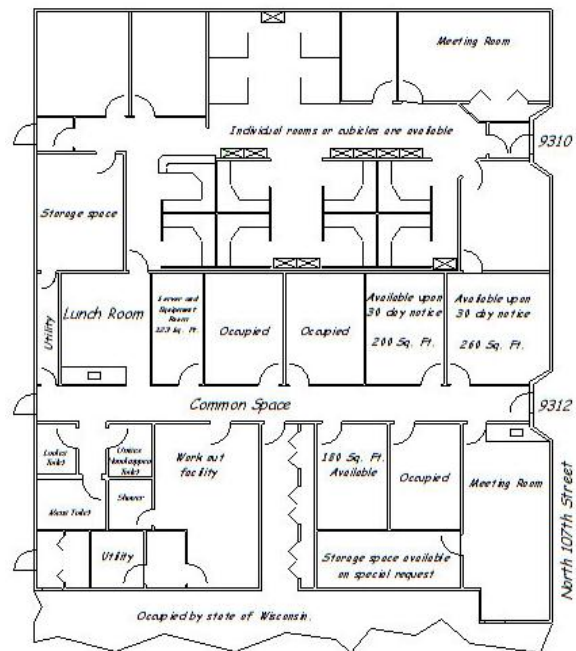 Meeting Room
Individual rooms or cubicles are available
9310
Storage space
Utility
Lunch Room
Server and
Equipment
Room
123 Sq. Ft.
Occupied
Occupied
Available upon
30 day notice
200 Sq. Ft.
Available upon
30 day notice
260 Sq. Ft.
Common Space
9312
Ladies
Toilet
Unisex
Handicapped
Toilet
Work out
facility
180 Sq. Ft.
Available
Occupied
Meeting Room
Mens Toilet
Shower
Utility
Storage space available
on special request
North 107th Street
Occupied by state of Wisconsin.